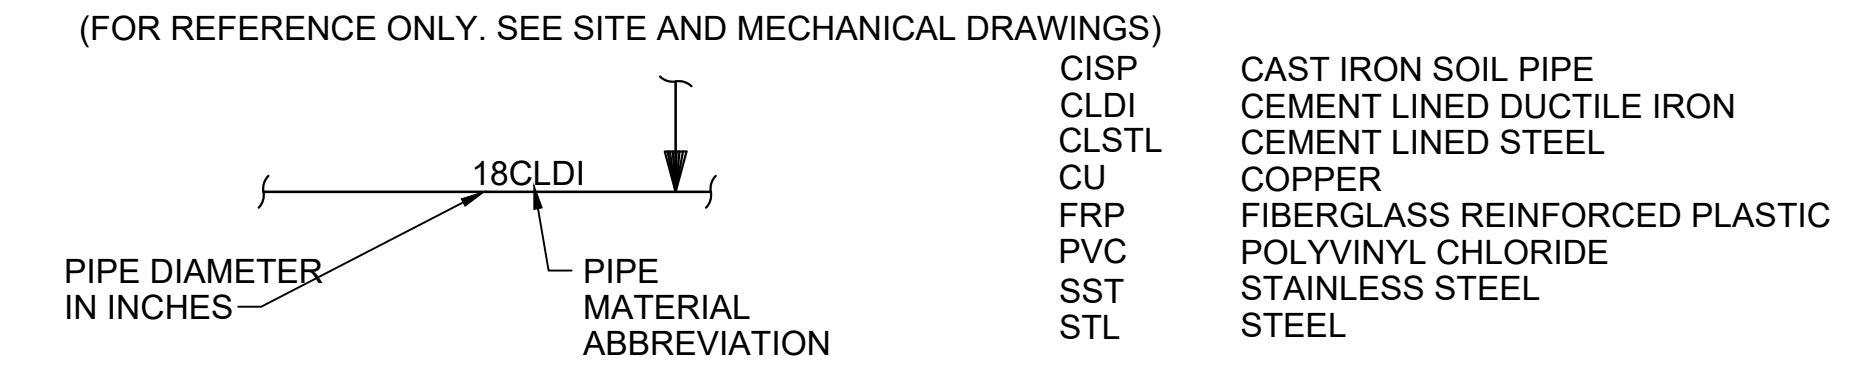 (FOR REFERENCE ONLY. SEE SITE AND MECHANICAL DRAWINGS)
18CLDI
PIPE DIAMETER
IN INCHES
PIPE
MATERIAL
ABBREVIATION
CISP CAST IRON SOIL PIPE
CLDI CEMENT LINED DUCTILE IRON
CLSTL CEMENT LINED STEEL
CU COPPER
FRP FIBERGLASS REINFORCED PLASTIC
PVC POLYVINYL CHLORIDE
SST STAINLESS STEEL
STL STEEL